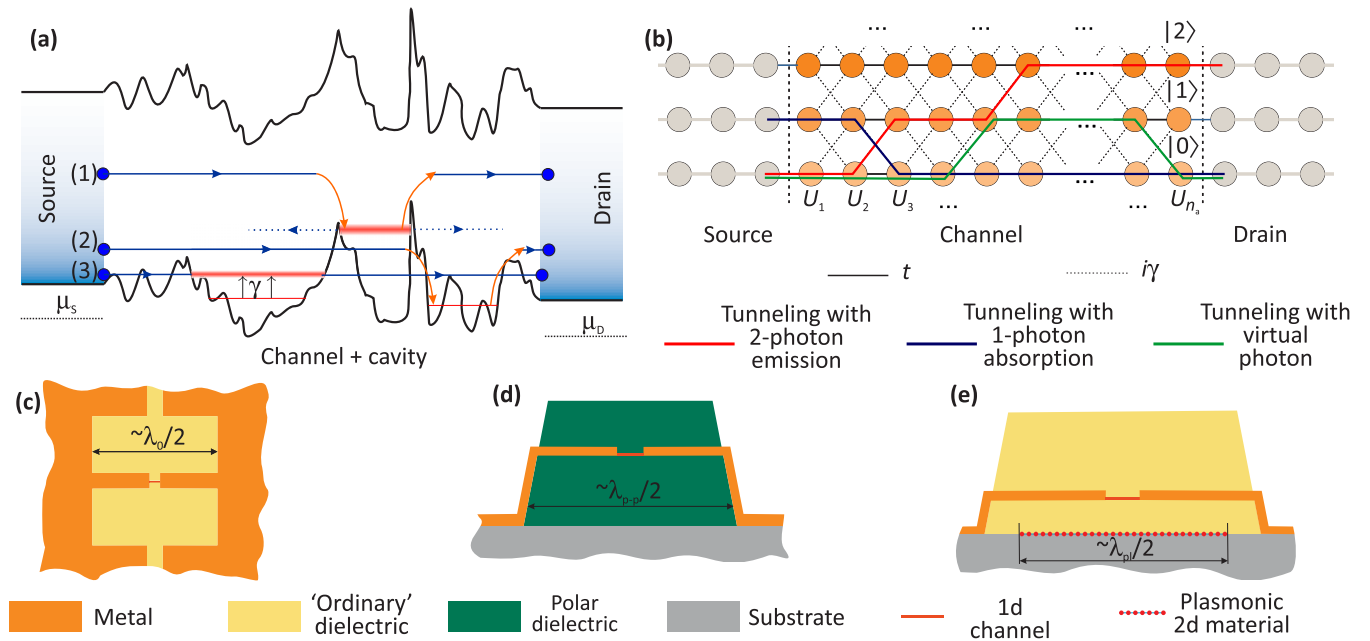 (a)
Source
(1)
(2)
(3)
γ
μS
Drain
μD
Channel + cavity
(b)
... ... ...
|2⟩
...
|1⟩
|0⟩
...
U1 U2 U3 ... ... Una
Source Channel Drain
t iγ
Tunneling with
2-photon
emission
Tunneling with
1-photon
absorption
Tunneling with
virtual
photon
(c)
~λ0/2
(d)
~λp-p/2
(e)
~λpl/2
Metal
'Ordinary'
dielectric
Polar
dielectric
Substrate
1d
channel
Plasmonic
2d material